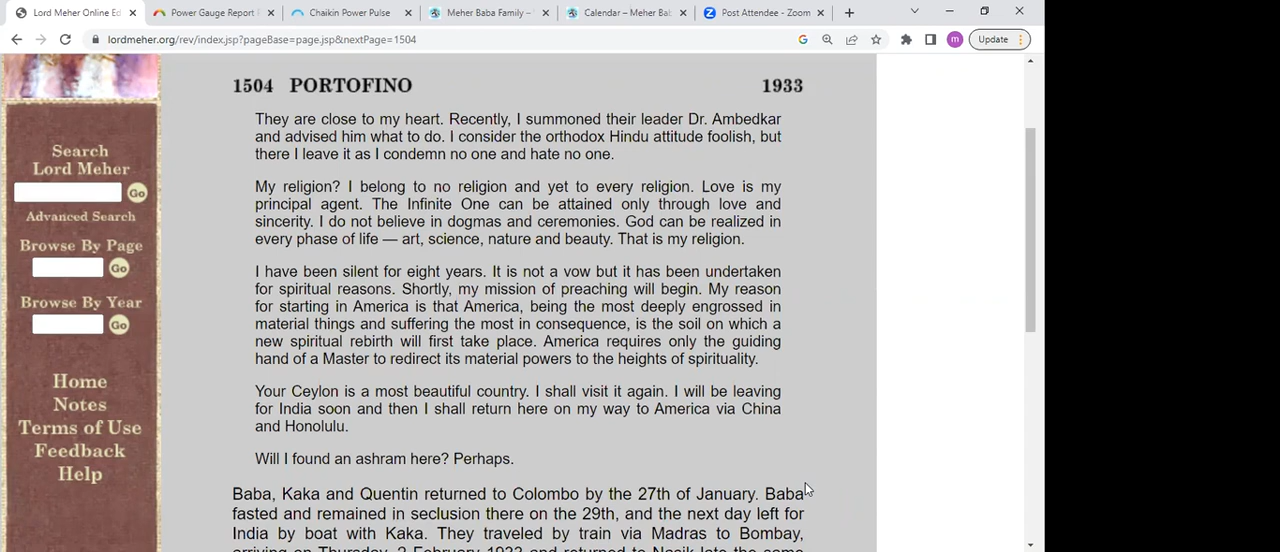 Lord Meher Online Ed
Power Gauge Report
Chaikin Power Pulse
Meher Baba Family –
Calendar – Meher Bab
Post Attendee - Zoom
lordmeher.org/rev/index.jsp?pageBase=page.jsp&nextPage=1504
m
Update
Search
Lord Meher
Go
Advanced Search
Browse By Page
Go
Browse By Year
Go
Home
Notes
Terms of Use
Feedback
Help
1504 PORTOFINO 1933
They are close to my heart. Recently, I summoned their leader Dr. Ambedkar
and advised him what to do. I consider the orthodox Hindu attitude foolish, but
there I leave it as I condemn no one and hate no one.
My religion? I belong to no religion and yet to every religion. Love is my
principal agent. The Infinite One can be attained only through love and
sincerity. I do not believe in dogmas and ceremonies. God can be realized in
every phase of life — art, science, nature and beauty. That is my religion.
I have been silent for eight years. It is not a vow but it has been undertaken
for spiritual reasons. Shortly, my mission of preaching will begin. My reason
for starting in America is that America, being the most deeply engrossed in
material things and suffering the most in consequence, is the soil on which a
new spiritual rebirth will first take place. America requires only the guiding
hand of a Master to redirect its material powers to the heights of spirituality.
Your Ceylon is a most beautiful country. I shall visit it again. I will be leaving
for India soon and then I shall return here on my way to America via China
and Honolulu.
Will I found an ashram here? Perhaps.
Baba, Kaka and Quentin returned to Colombo by the 27th of January. Baba
fasted and remained in seclusion there on the 29th, and the next day left for
India by boat with Kaka. They traveled by train via Madras to Bombay,
arriving on Thursday, 2 February 1933 and returned to Nasik late the same